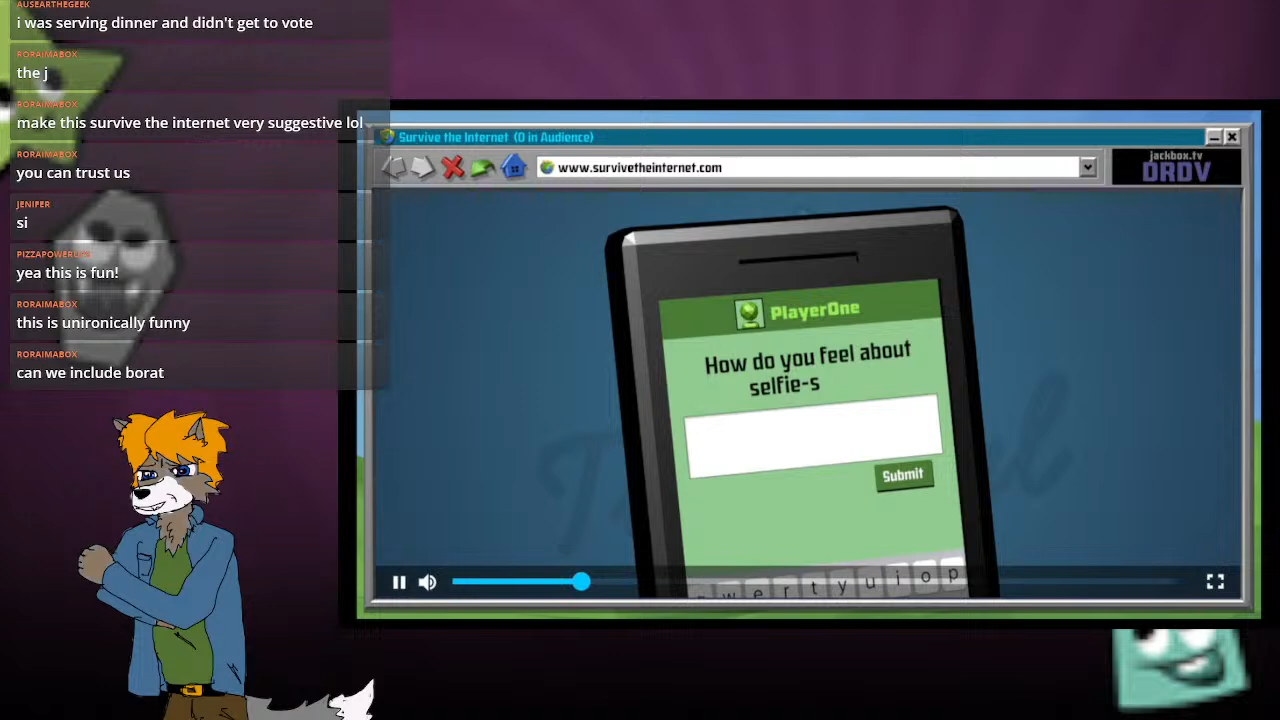 AUSEARTHEGEEK
i was serving dinner and didn't get to vote
RORAIMABOX
the j
RORAIMABOX
make this survive the internet very suggestive lol
RORAIMABOX
you can trust us
JENIFER
si
yea this is fun!
RORAIMABOX
this is unironically funny
RORAIMABOX
can we include borat
Survive the Internet (0 in Audience)
www.survivetheinternet.com
jackbox.tv
DRDV
PlayerOne
How do you feel about
selfie-s
Submit
w e r t y u i o p